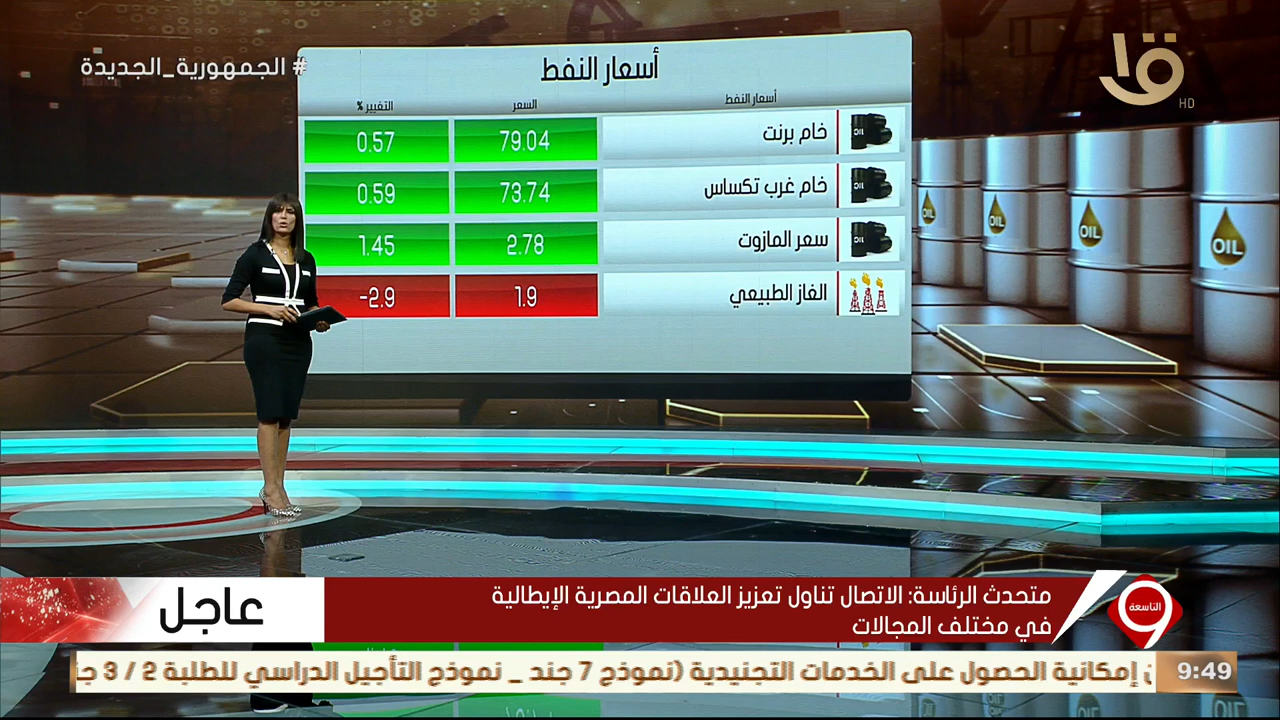 # الجمهورية_الجديدة
HD
أسعار النفط
أسعار النفط السعر التغيير %
خام برنت 79.04 0.57
خام غرب تكساس 73.74 0.59
سعر المازوت 2.78 1.45
الغاز الطبيعي 1.9 -2.9
OIL OIL OIL OIL
التاسعة
متحدث الرئاسة: الاتصال تناول تعزيز العلاقات المصرية الإيطالية
في مختلف المجالات
عاجل
9:49
إمكانية الحصول على الخدمات التجنيدية (نموذج 7 جند _ نموذج التأجيل الدراسي للطلبة 2 / 3